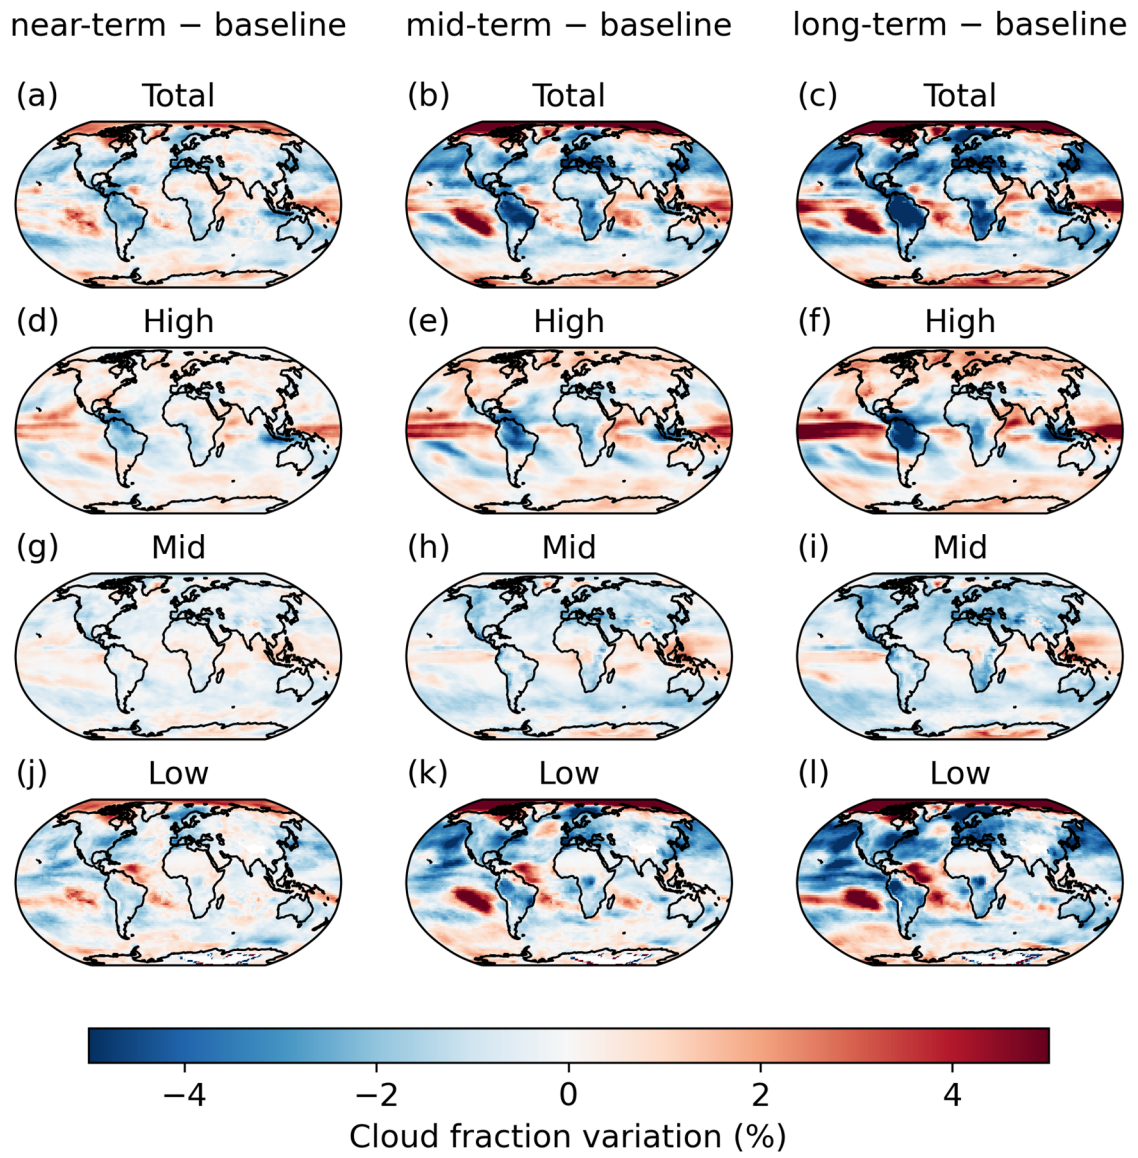 near-term − baseline mid-term − baseline long-term − baseline
(a) Total (b) Total (c) Total
(d) High (e) High (f) High
(g) Mid (h) Mid (i) Mid
(j) Low (k) Low (l) Low
−4 −2 0 2 4
Cloud fraction variation (%)